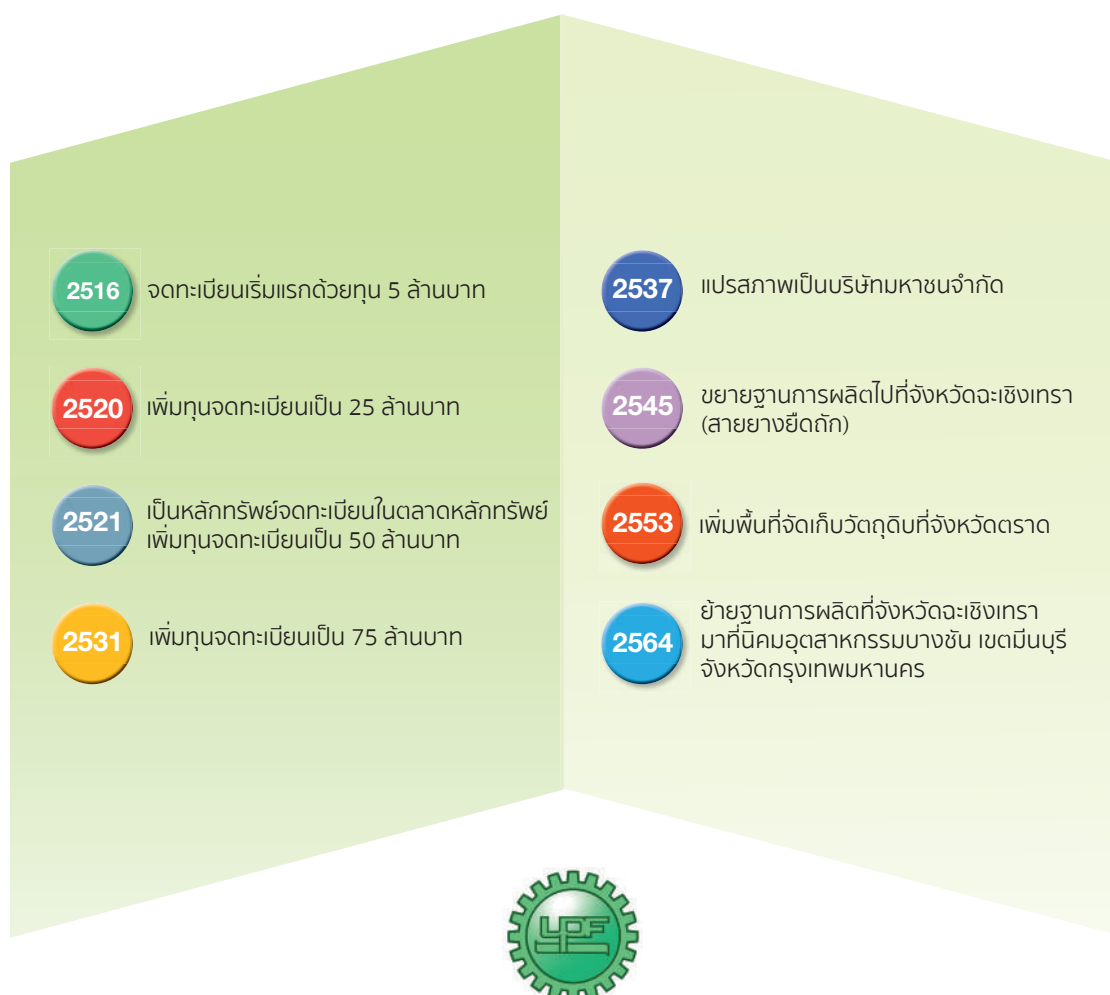 2516 จดทะเบียนเริ่มแรกด้วยทุน 5 ล้านบาท
2520 เพิ่มทุนจดทะเบียนเป็น 25 ล้านบาท
2521 เป็นหลักทรัพย์จดทะเบียนในตลาดหลักทรัพย์
เพิ่มทุนจดทะเบียนเป็น 50 ล้านบาท
2531 เพิ่มทุนจดทะเบียนเป็น 75 ล้านบาท
2537 แปรสภาพเป็นบริษัทมหาชนจำกัด
2545 ขยายฐานการผลิตไปที่จังหวัดฉะเชิงเทรา
(สายยางยืดถัก)
2553 เพิ่มพื้นที่จัดเก็บวัตถุดิบที่จังหวัดตราด
2564 ย้ายฐานการผลิตที่จังหวัดฉะเชิงเทรา
มาที่นิคมอุตสาหกรรมบางชัน เขตมีนบุรี
จังหวัดกรุงเทพมหานคร